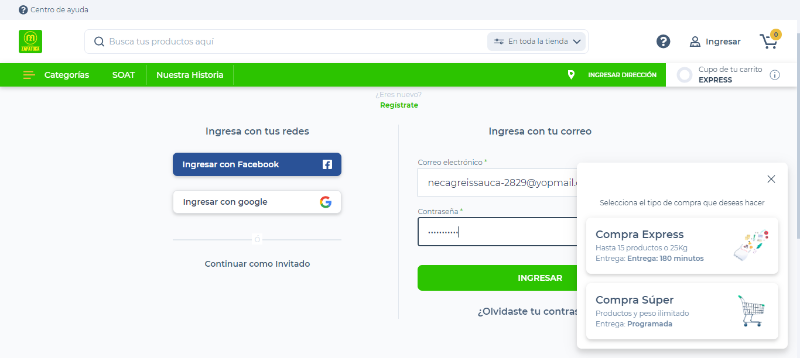 Centro de ayuda
Busca tus productos aquí
En toda la tienda
Ingresar
0
Categorías
SOAT
Nuestra Historia
INGRESAR DIRECCIÓN
Cupo de tu carrito
EXPRESS
¿Eres nuevo?
Regístrate
Ingresa con tus redes
Ingresar con Facebook
Ingresar con google
Continuar como Invitado
Ingresa con tu correo
Correo electrónico *
necagreissauca-2829@yopmail.c
Contraseña *
INGRESAR
¿Olvidaste tu contras
Selecciona el tipo de compra que deseas hacer
Compra Express
Hasta 15 productos o 25Kg
Entrega: Entrega: 180 minutos
Compra Súper
Productos y peso ilimitado
Entrega: Programada